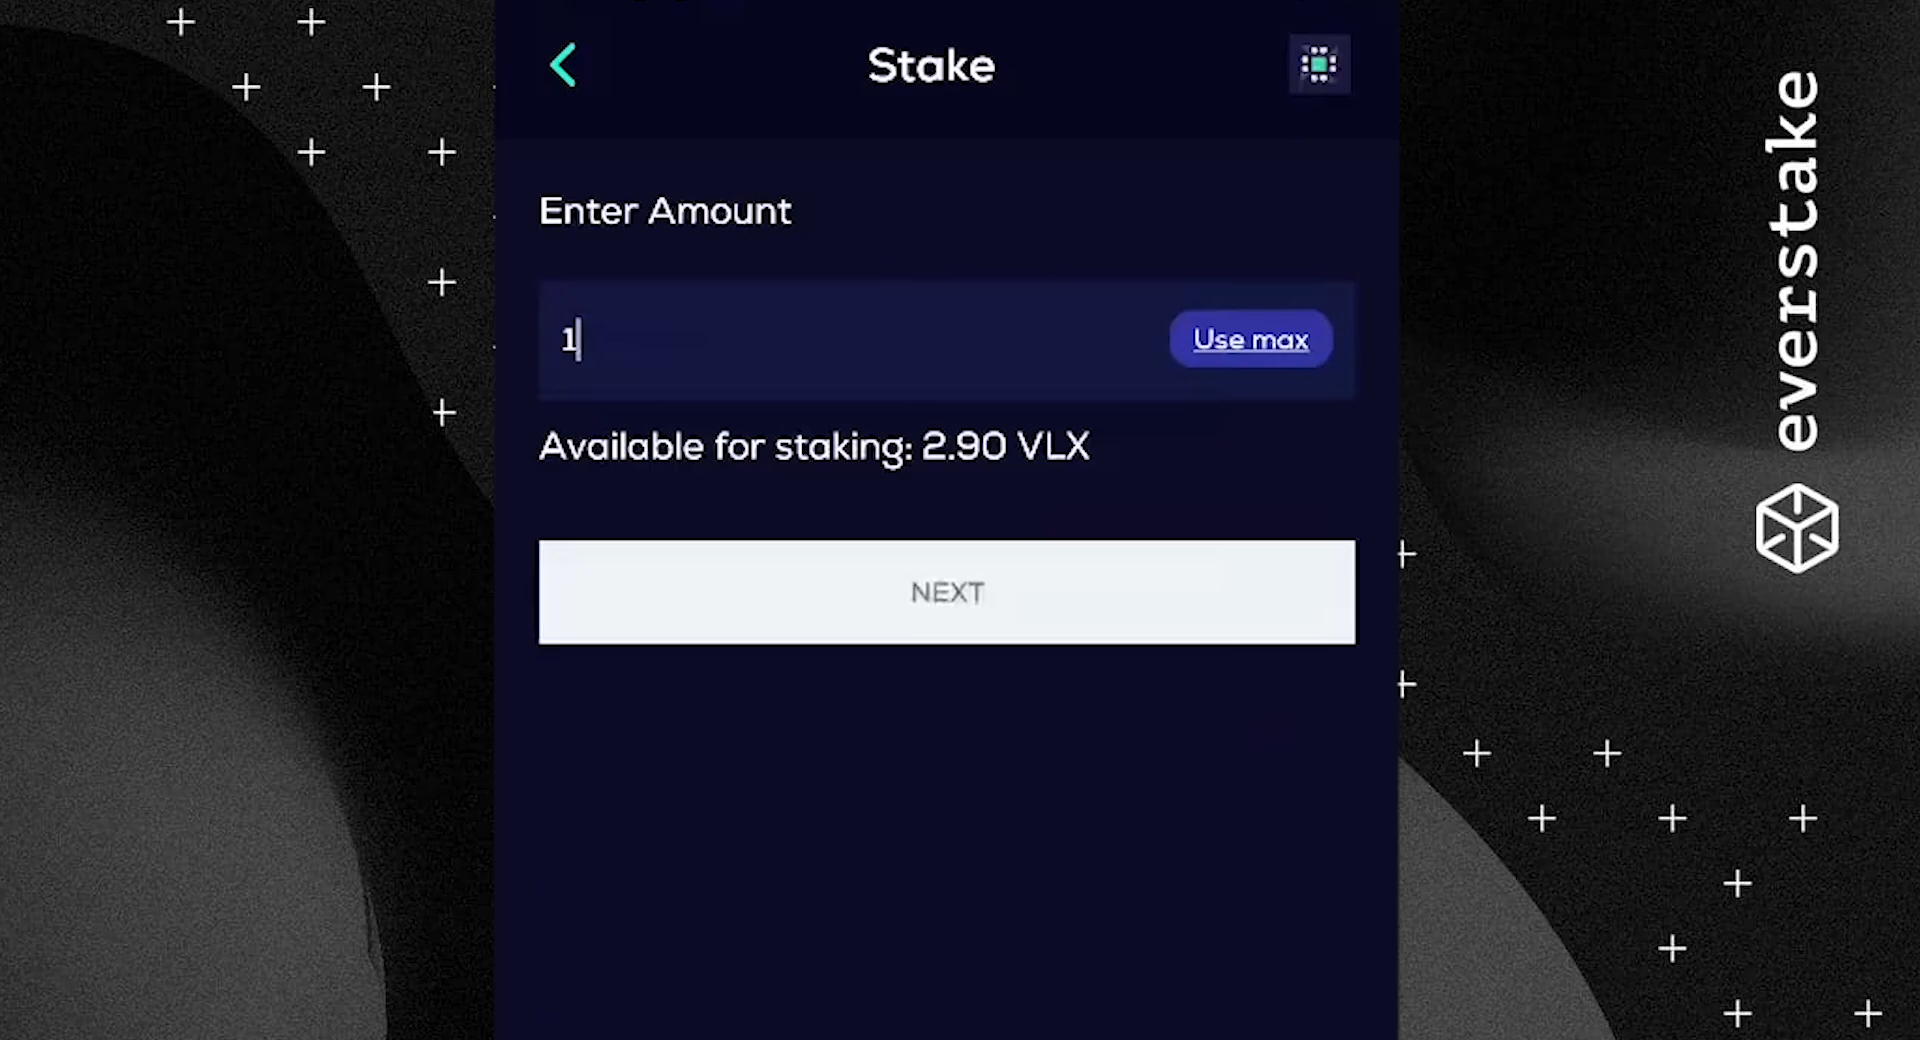 Stake
Enter Amount
1
Use max
Available for staking: 2.90 VLX
NEXT
everstake